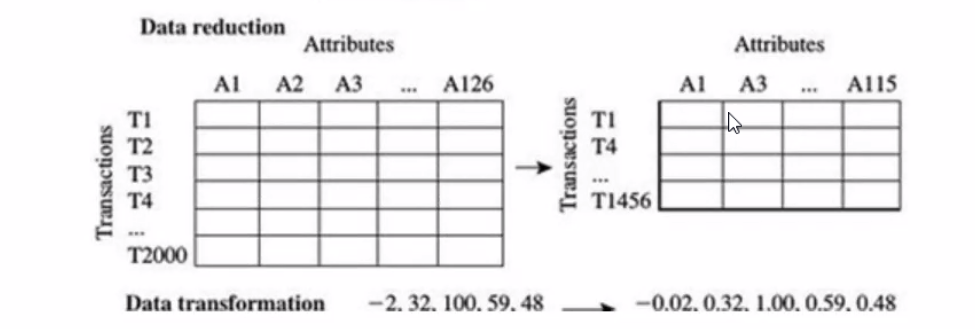 Data reduction
Attributes
A1 A2 A3 ... A126
Transactions
T1
T2
T3
T4
...
T2000
Attributes
A1 A3 ... A115
Transactions
T1
T4
...
T1456
Data transformation −2, 32, 100, 59, 48 → −0.02, 0.32, 1.00, 0.59, 0.48